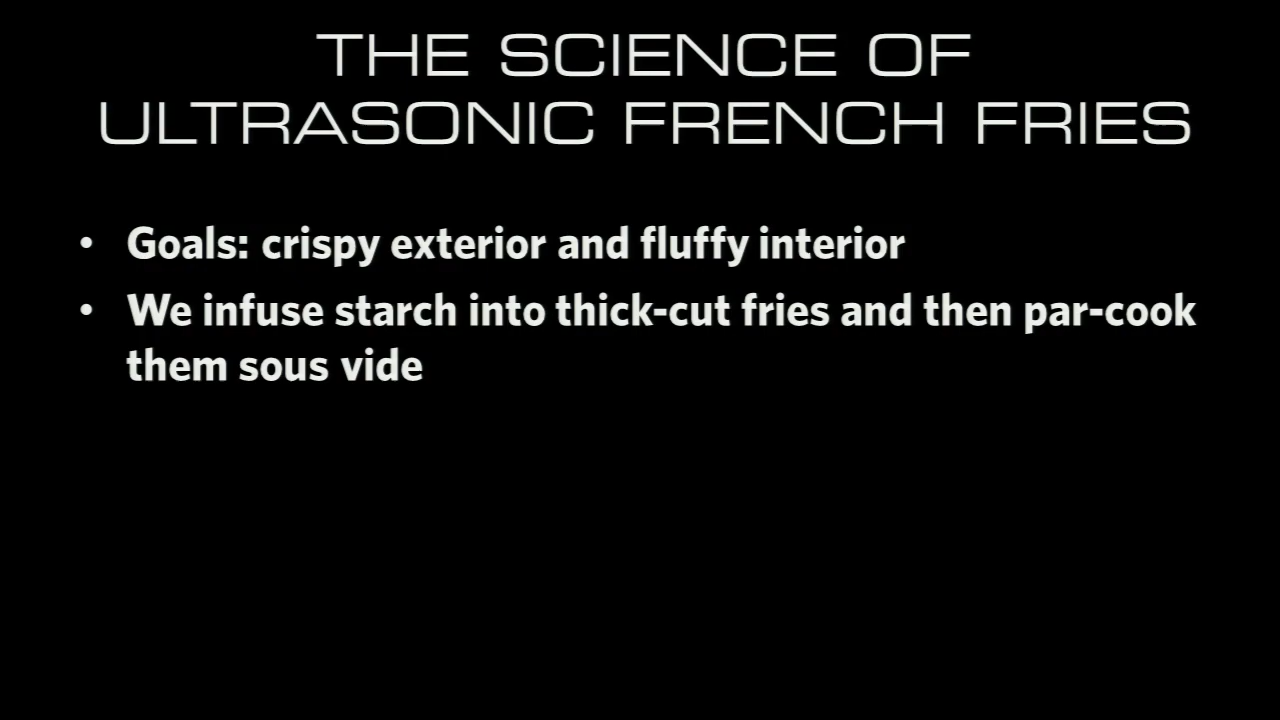 THE SCIENCE OF
ULTRASONIC FRENCH FRIES
• Goals: crispy exterior and fluffy interior
• We infuse starch into thick-cut fries and then par-cook
them sous vide